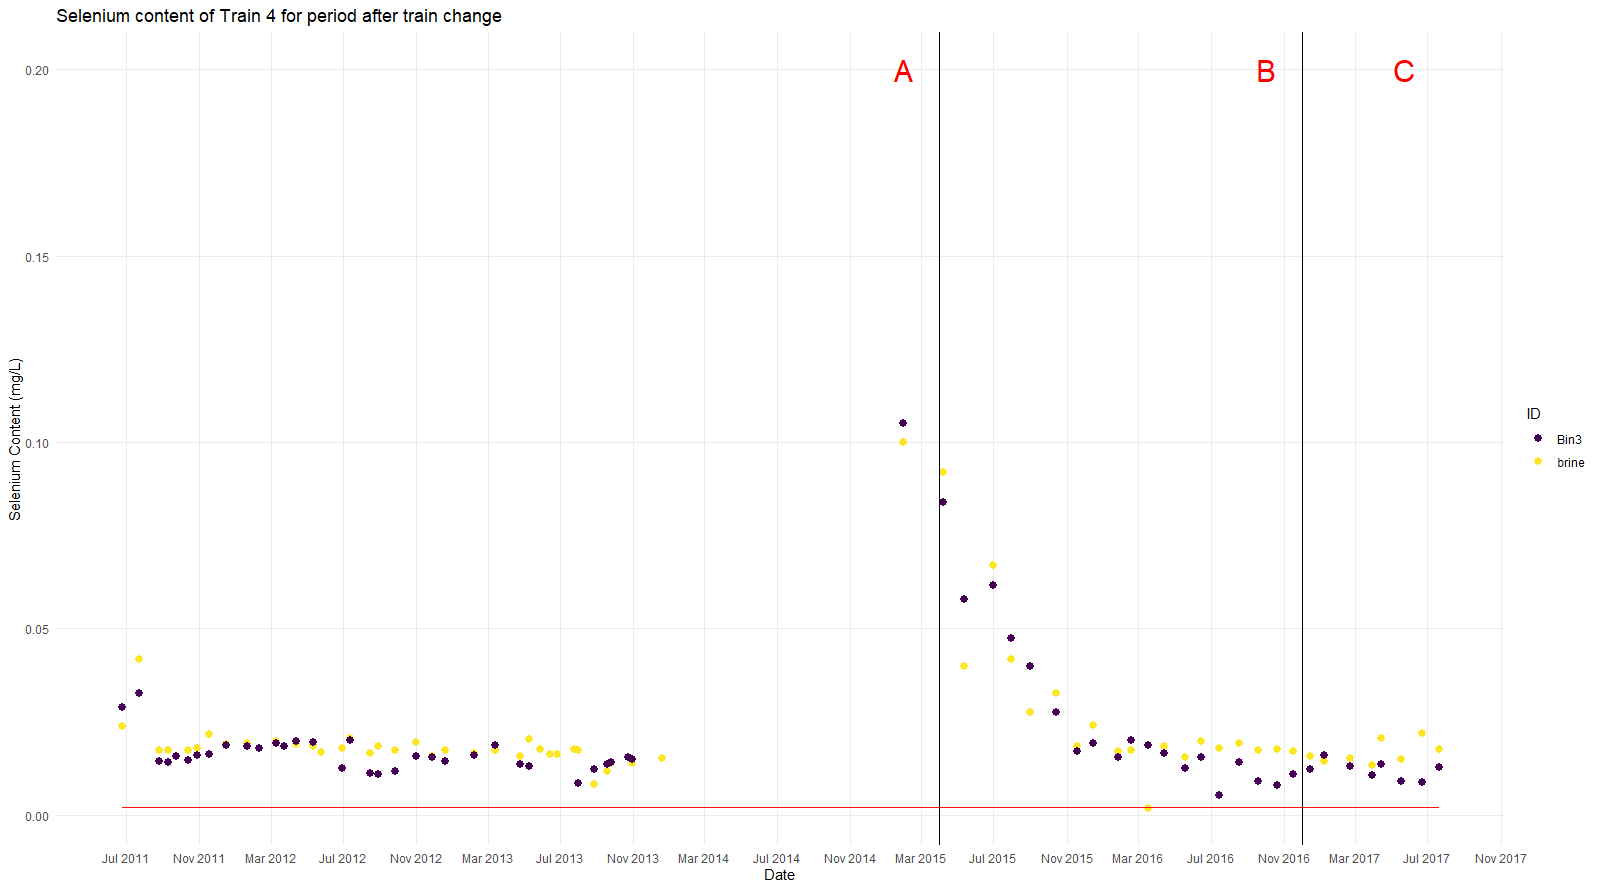 Selenium content of Train 4 for period after train change
A
B
C
0.20
0.15
0.10
0.05
0.00
Selenium Content (mg/L)
ID
Bin3
brine
Jul 2011 Nov 2011 Mar 2012 Jul 2012 Nov 2012 Mar 2013 Jul 2013 Nov 2013 Mar 2014 Jul 2014 Nov 2014 Mar 2015 Jul 2015 Nov 2015 Mar 2016 Jul 2016 Nov 2016 Mar 2017 Jul 2017 Nov 2017
Date